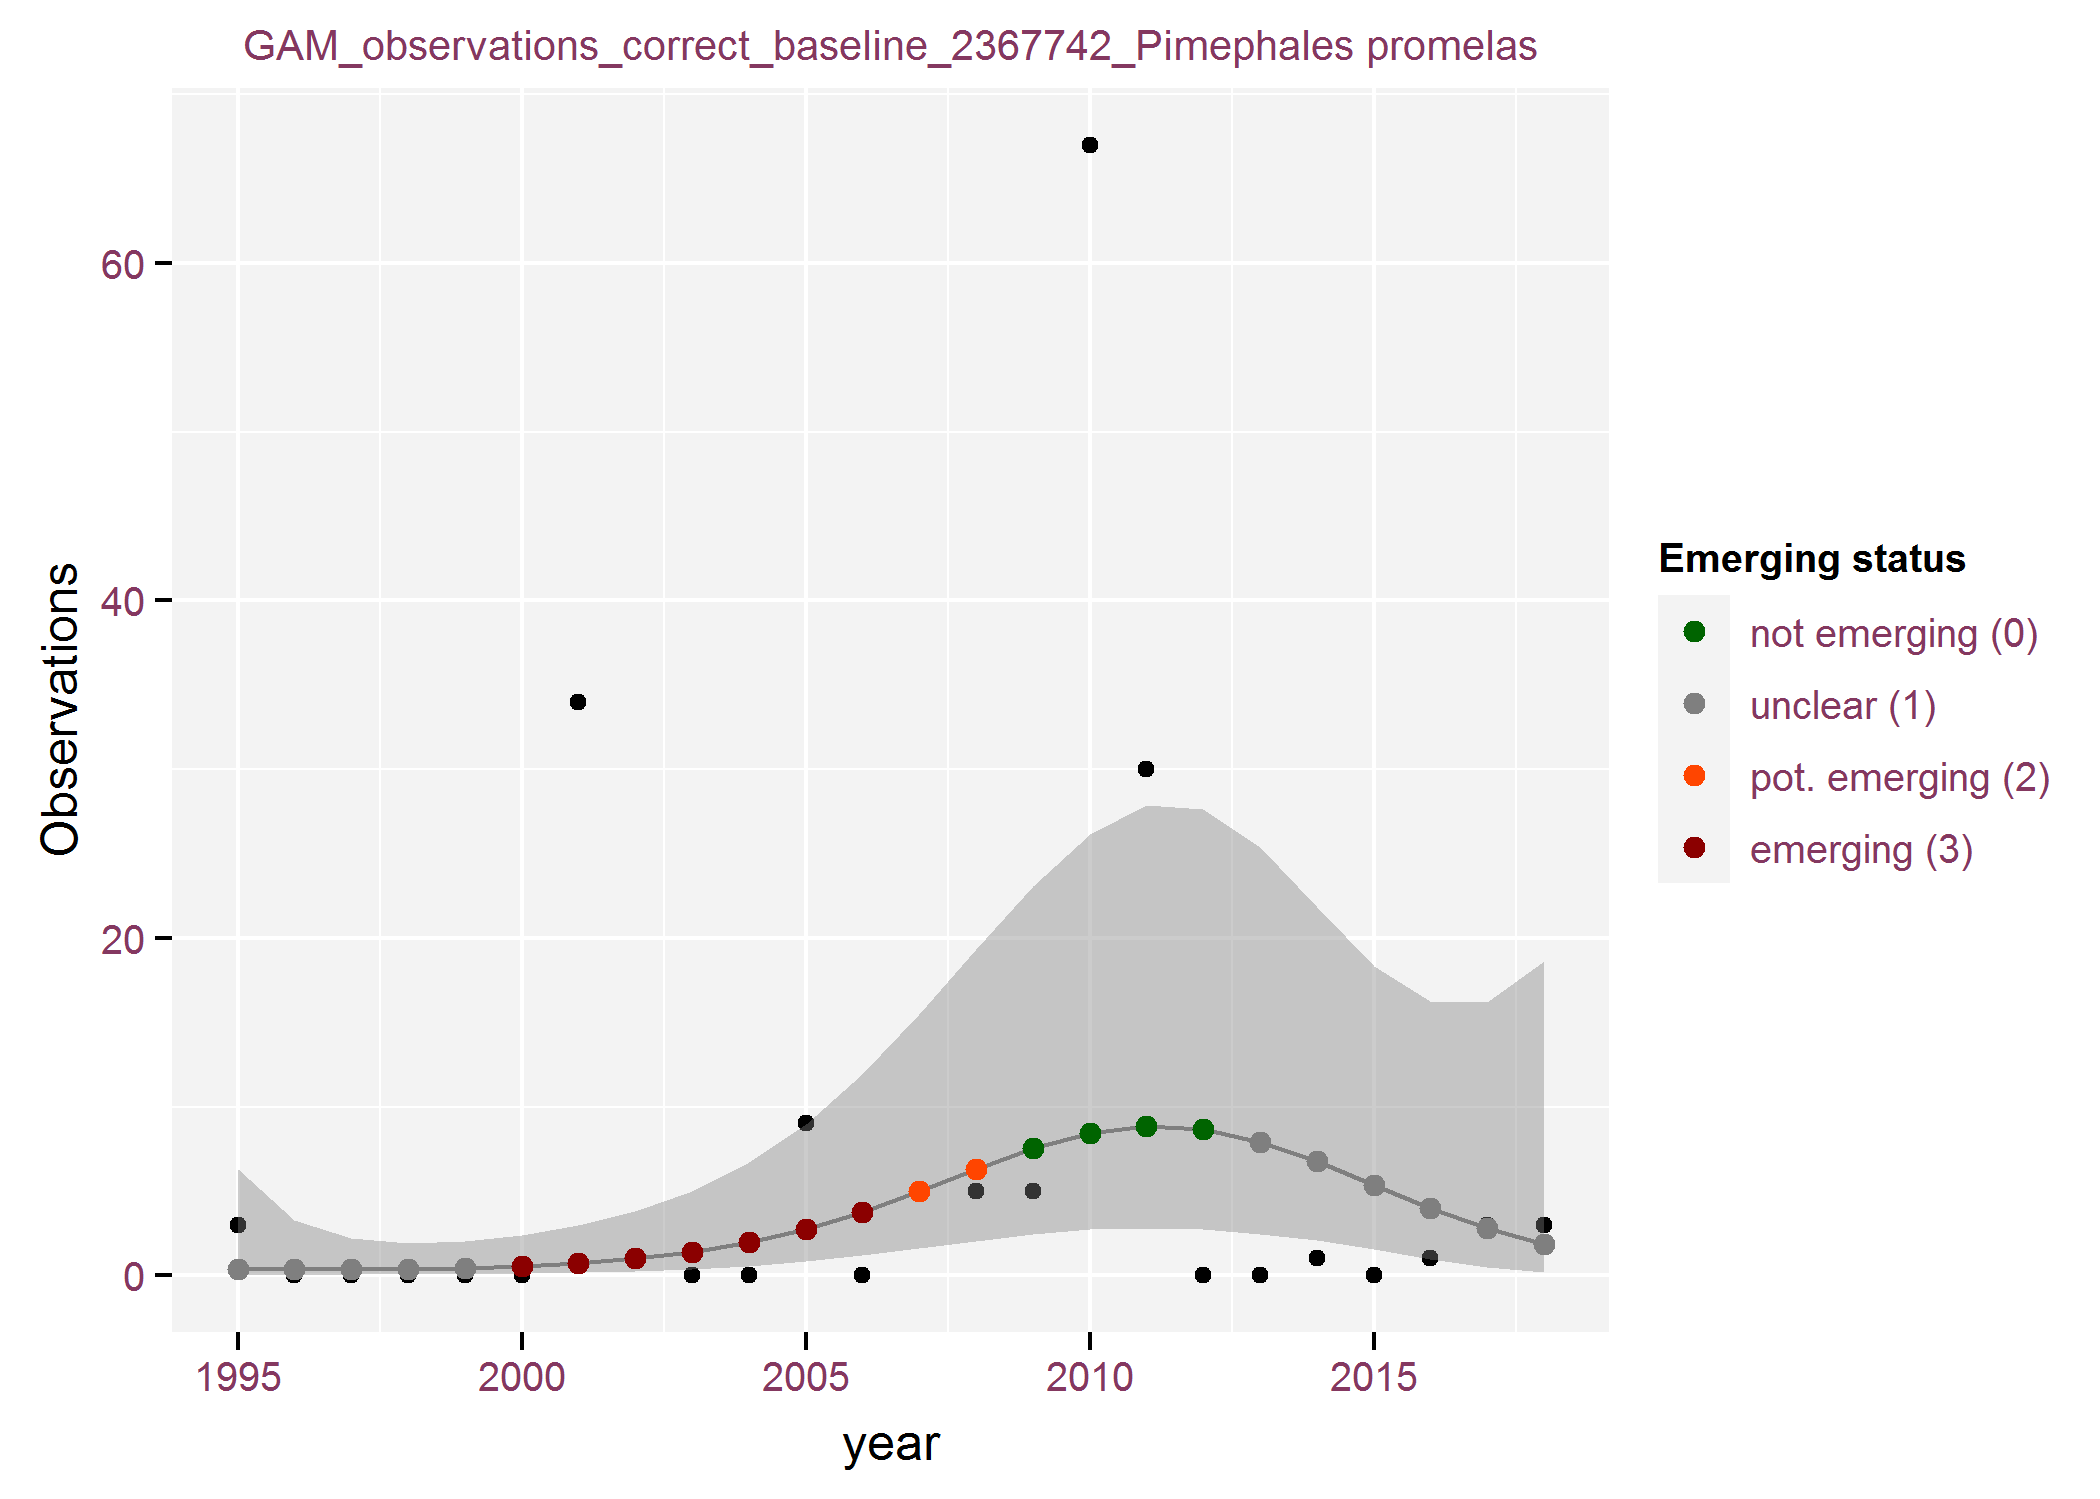 GAM_observations_correct_baseline_2367742_Pimephales promelas
60
40
20
0
Observations
1995 2000 2005 2010 2015
year
Emerging status
not emerging (0)
unclear (1)
pot. emerging (2)
emerging (3)